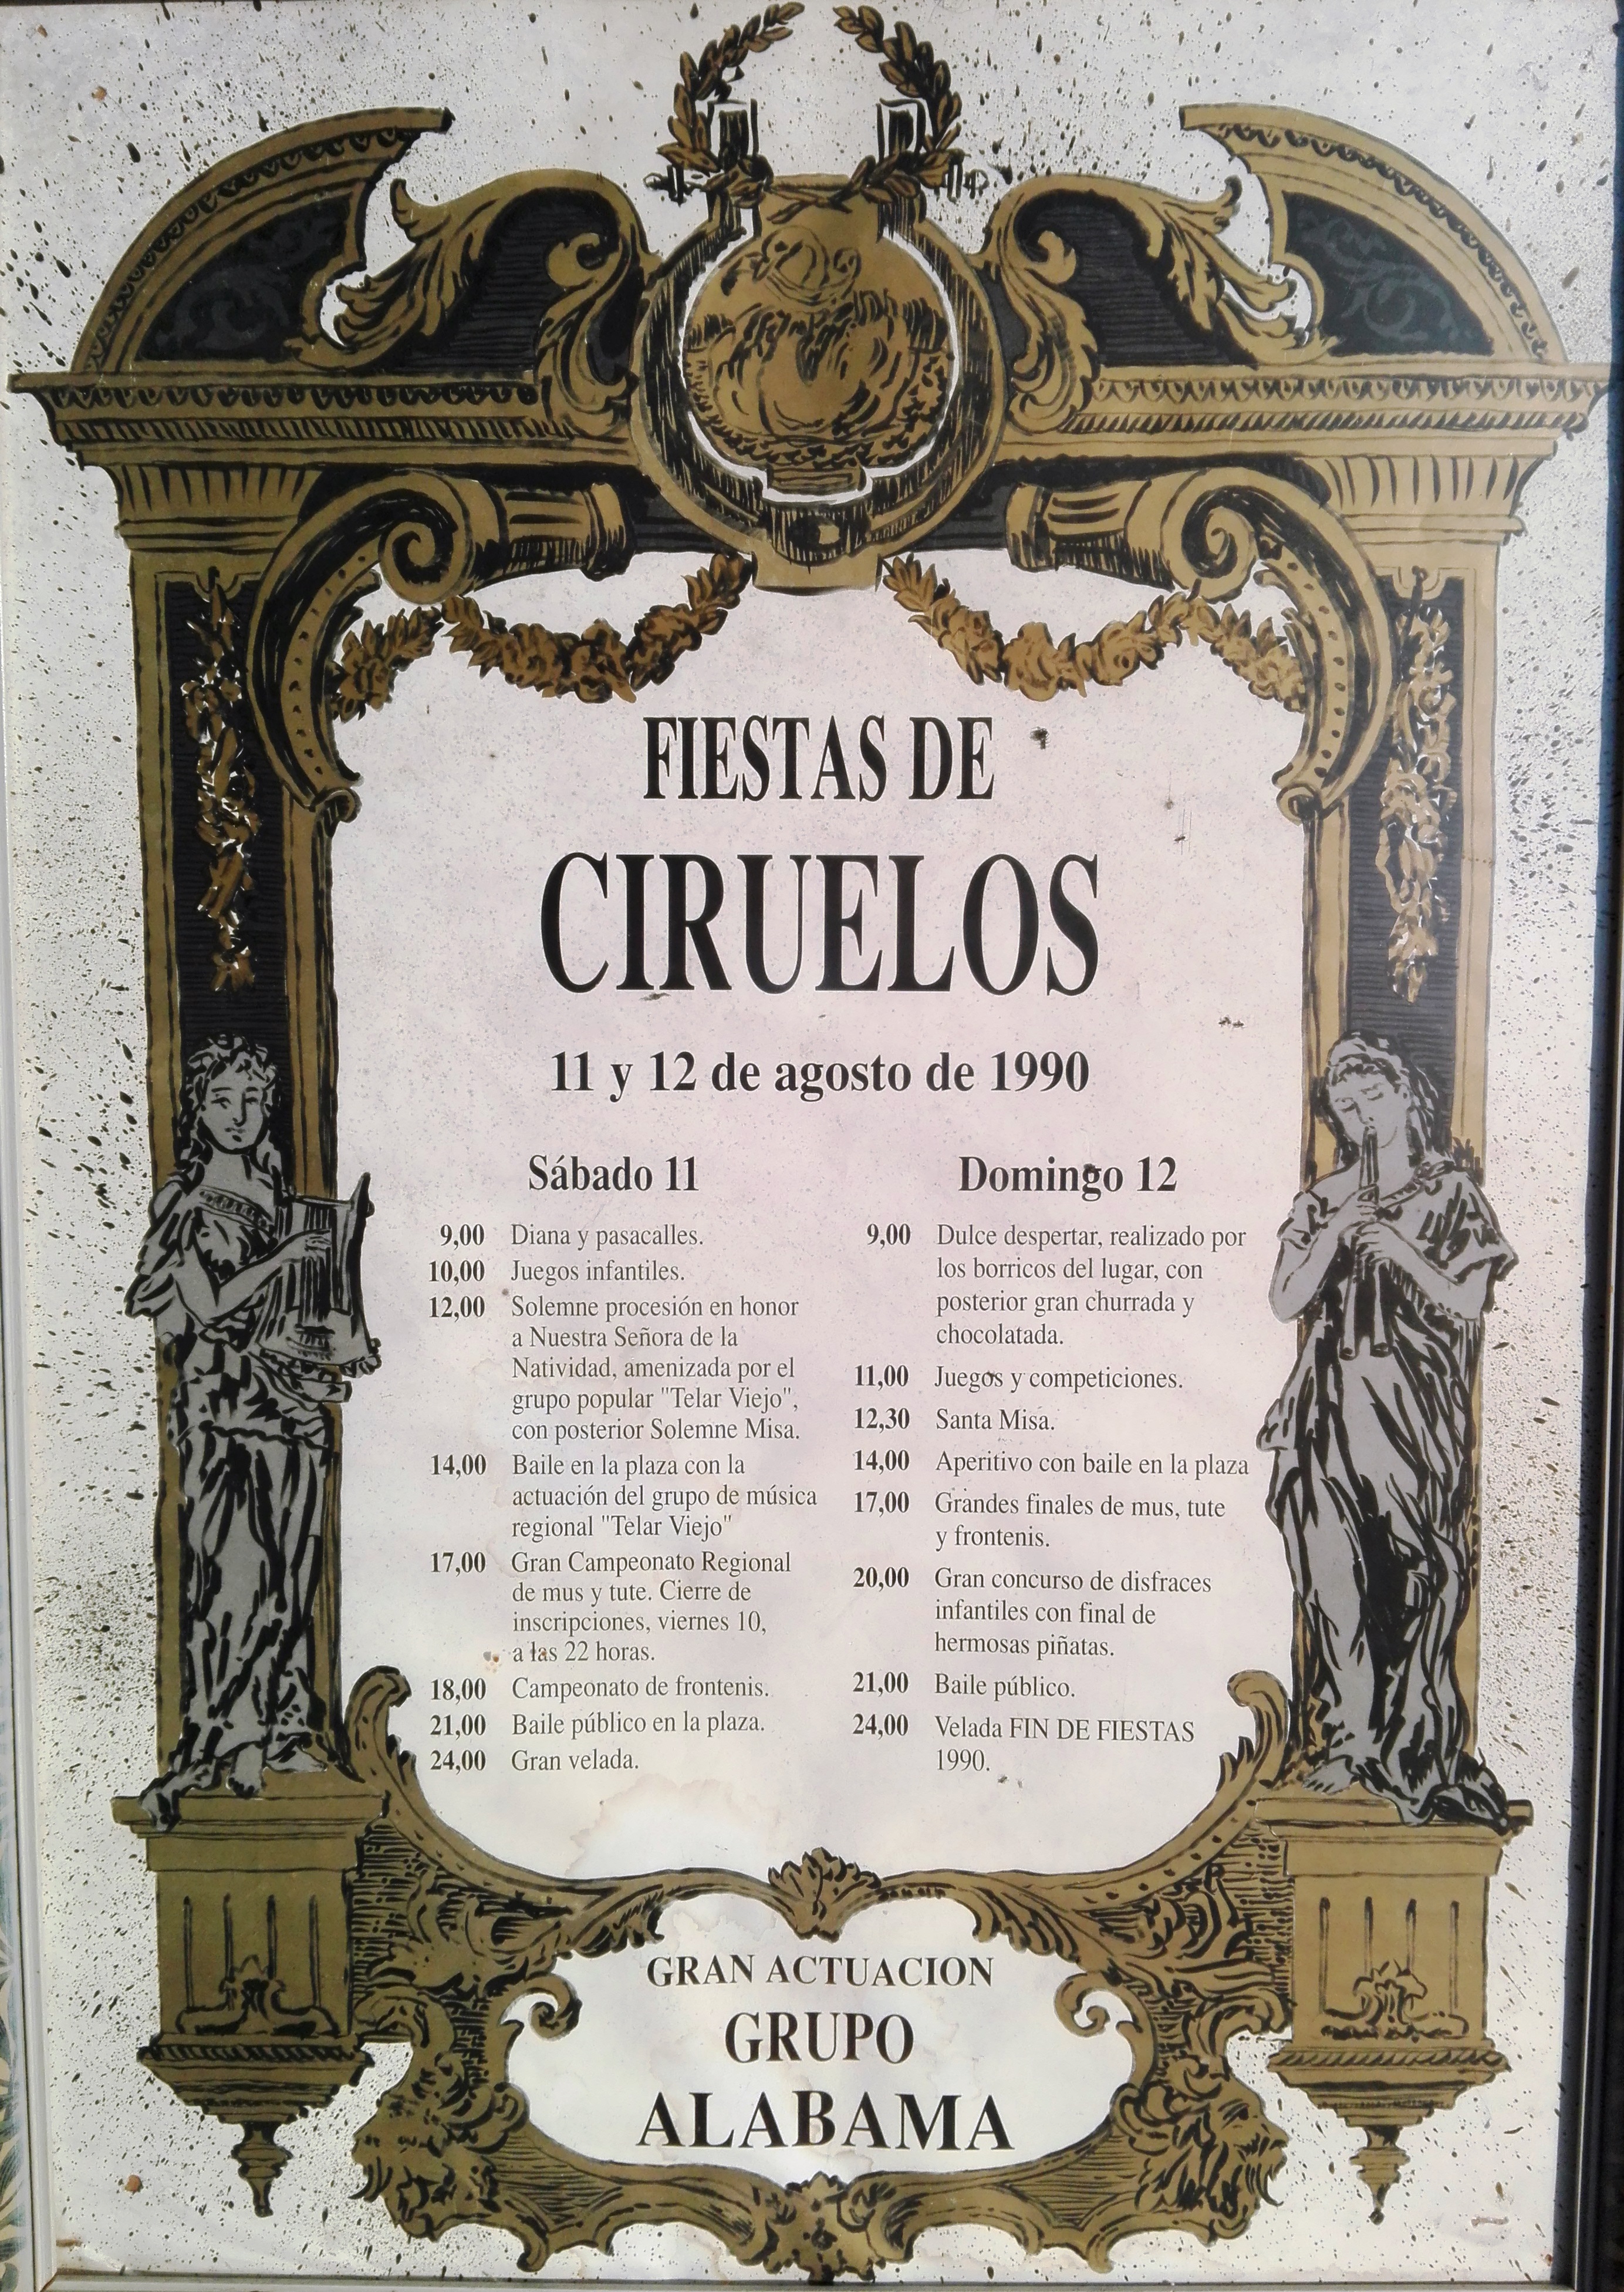 FIESTAS DE
CIRUELOS
11 y 12 de agosto de 1990
Sábado 11
9,00 Diana y pasacalles.
10,00 Juegos infantiles.
12,00 Solemne procesión en honor
a Nuestra Señora de la
Natividad, amenizada por el
grupo popular "Telar Viejo",
con posterior Solemne Misa.
14,00 Baile en la plaza con la
actuación del grupo de música
regional "Telar Viejo"
17,00 Gran Campeonato Regional
de mus y tute. Cierre de
inscripciones, viernes 10,
a las 22 horas.
18,00 Campeonato de frontenis.
21,00 Baile público en la plaza.
24,00 Gran velada.
Domingo 12
9,00 Dulce despertar, realizado por
los borricos del lugar, con
posterior gran churrada y
chocolatada.
11,00 Juegos y competiciones.
12,30 Santa Misa.
14,00 Aperitivo con baile en la plaza
17,00 Grandes finales de mus, tute
y frontenis.
20,00 Gran concurso de disfraces
infantiles con final de
hermosas piñatas.
21,00 Baile público.
24,00 Velada FIN DE FIESTAS
1990.
GRAN ACTUACION
GRUPO
ALABAMA